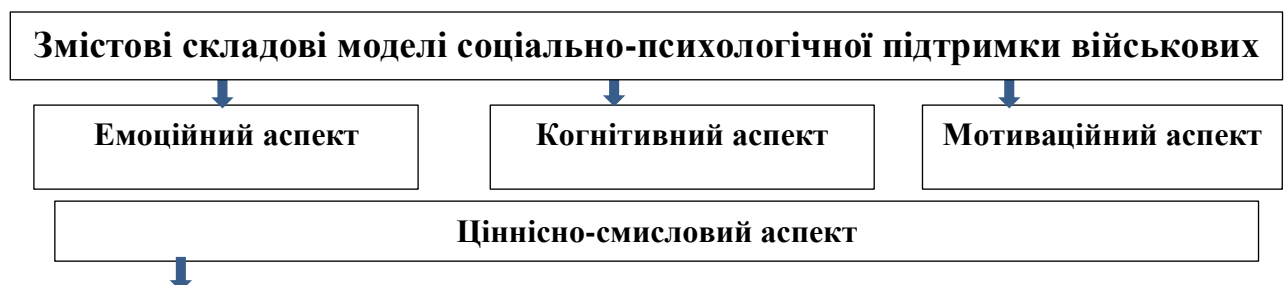 Змістові складові моделі соціально-психологічної підтримки військових
Емоційний аспект
Когнітивний аспект
Мотиваційний аспект
Ціннісно-смисловий аспект